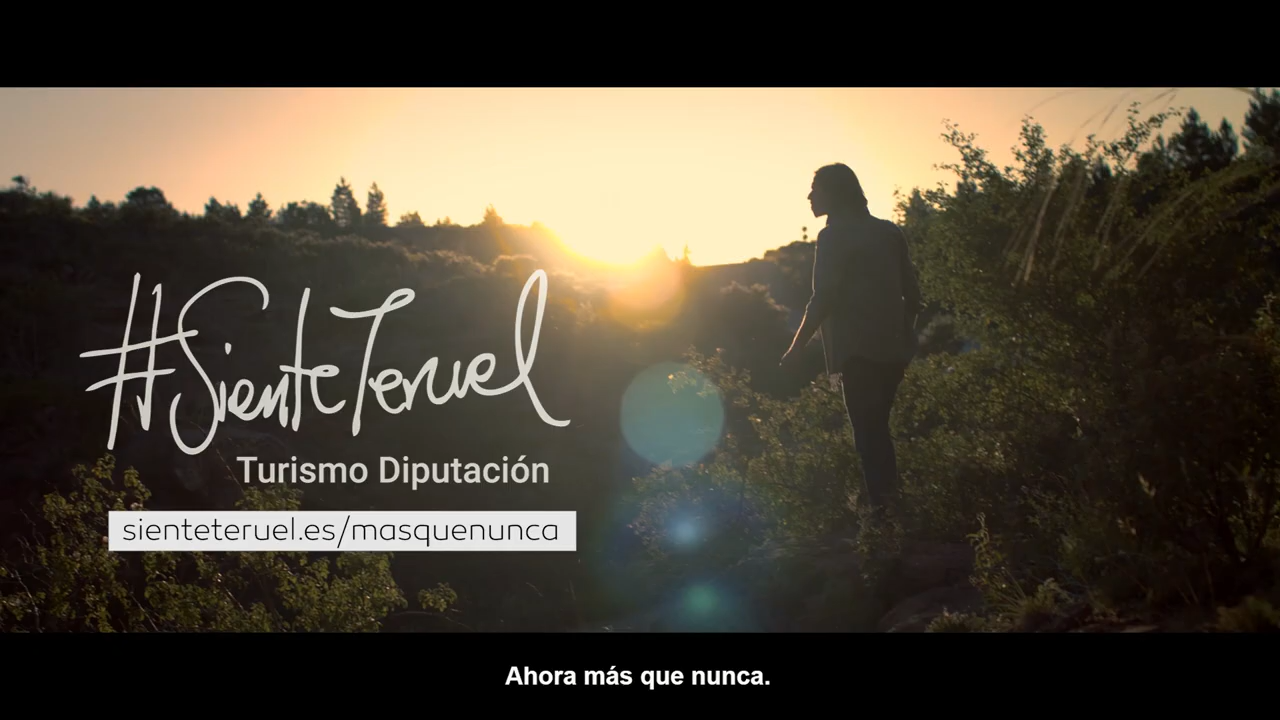 #SienteTeruel
Turismo Diputación
sienteteruel.es/masquenunca
Ahora más que nunca.